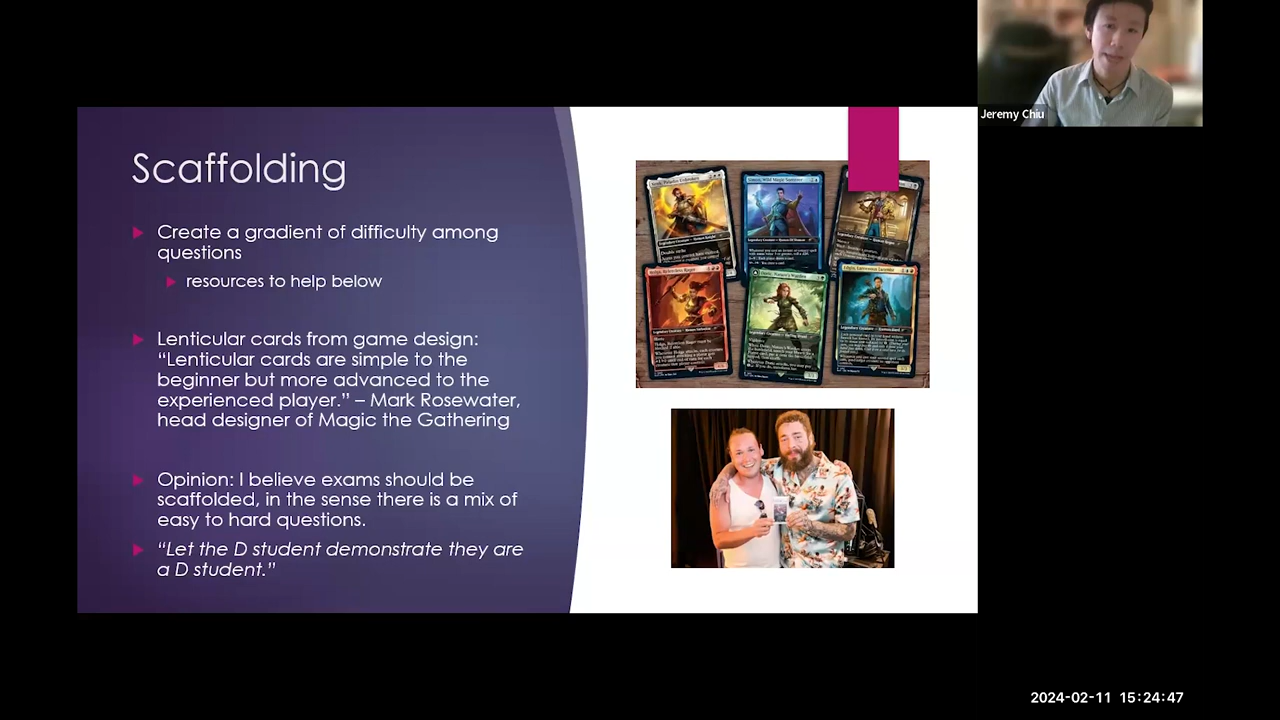 Jeremy Chiu
Scaffolding
Create a gradient of difficulty among
questions
resources to help below
Lenticular cards from game design:
“Lenticular cards are simple to the
beginner but more advanced to the
experienced player.” – Mark Rosewater,
head designer of Magic the Gathering
Opinion: I believe exams should be
scaffolded, in the sense there is a mix of
easy to hard questions.
“Let the D student demonstrate they are
a D student.”
2024-02-11 15:24:47